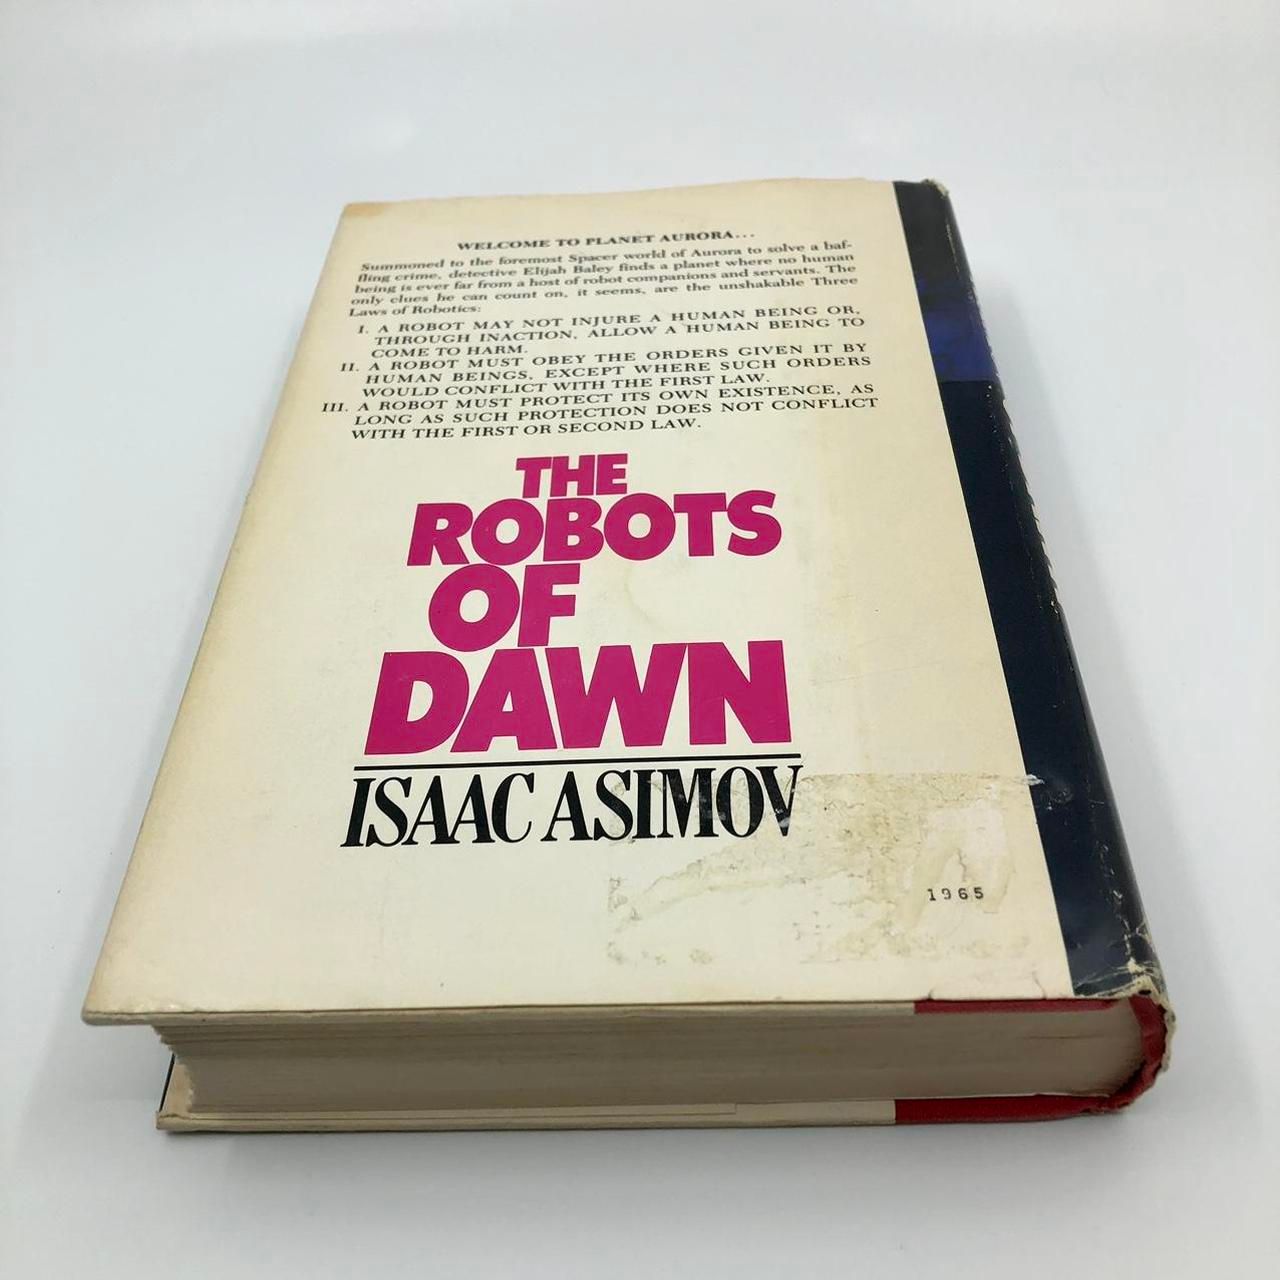 WELCOME TO PLANET AURORA...
Summoned to the foremost Spacer world of Aurora to solve a baf-
fling crime, detective Elijah Baley finds a planet where no human
being is ever far from a host of robot companions and servants. The
only clues he can count on, it seems, are the unshakable Three
Laws of Robotics:
I. A ROBOT MAY NOT INJURE A HUMAN BEING OR,
THROUGH INACTION, ALLOW A HUMAN BEING TO
COME TO HARM.
II. A ROBOT MUST OBEY THE ORDERS GIVEN IT BY
HUMAN BEINGS, EXCEPT WHERE SUCH ORDERS
WOULD CONFLICT WITH THE FIRST LAW.
III. A ROBOT MUST PROTECT ITS OWN EXISTENCE, AS
LONG AS SUCH PROTECTION DOES NOT CONFLICT
WITH THE FIRST OR SECOND LAW.
THE
ROBOTS
OF
DAWN
ISAAC ASIMOV
1965